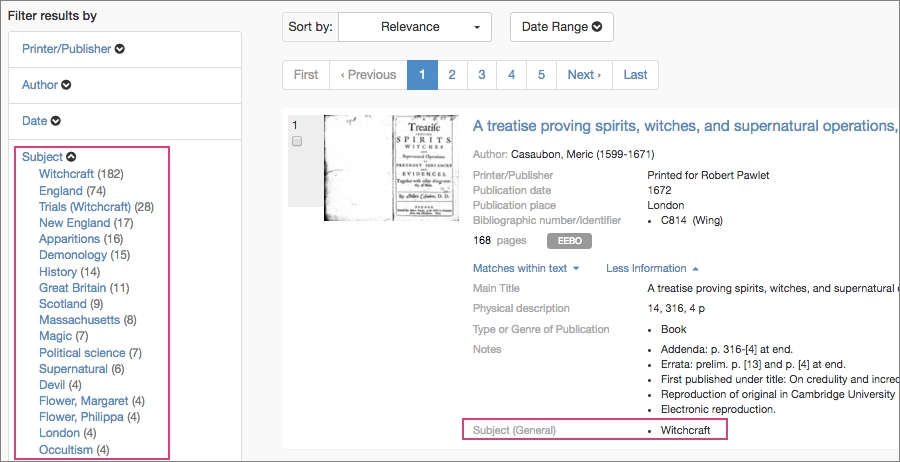 Filter results by
Printer/Publisher
Author
Date
Subject
Witchcraft (182)
England (74)
Trials (Witchcraft) (28)
New England (17)
Apparitions (16)
Demonology (15)
History (14)
Great Britain (11)
Scotland (9)
Massachusetts (8)
Magic (7)
Political science (7)
Supernatural (6)
Devil (4)
Flower, Margaret (4)
Flower, Philippa (4)
London (4)
Occultism (4)
Sort by: Relevance Date Range
First ‹ Previous 1 2 3 4 5 Next › Last
1
Treatise
PROVING
SPIRITS,
WITCHES,
AND
Supernatural Operations
BY
PREGNANT INSTANCES
AND
EVIDENCES.
A treatise proving spirits, witches, and supernatural operations,
Author: Casaubon, Meric (1599-1671)
Printer/Publisher Printed for Robert Pawlet
Publication date 1672
Publication place London
Bibliographic number/identifier • C814 (Wing)
168 pages EEBO
Matches within text Less Information
Main Title A treatise proving spirits, witches, and supernatural
Physical description 14, 316, 4 p
Type or Genre of Publication • Book
Notes • Addenda: p. 316-[4] at end.
• Errata: prelim. p. [13] and p. [4] at end.
• First published under title: On credulity and incred
• Reproduction of original in Cambridge University
• Electronic reproduction.
Subject (General) • Witchcraft